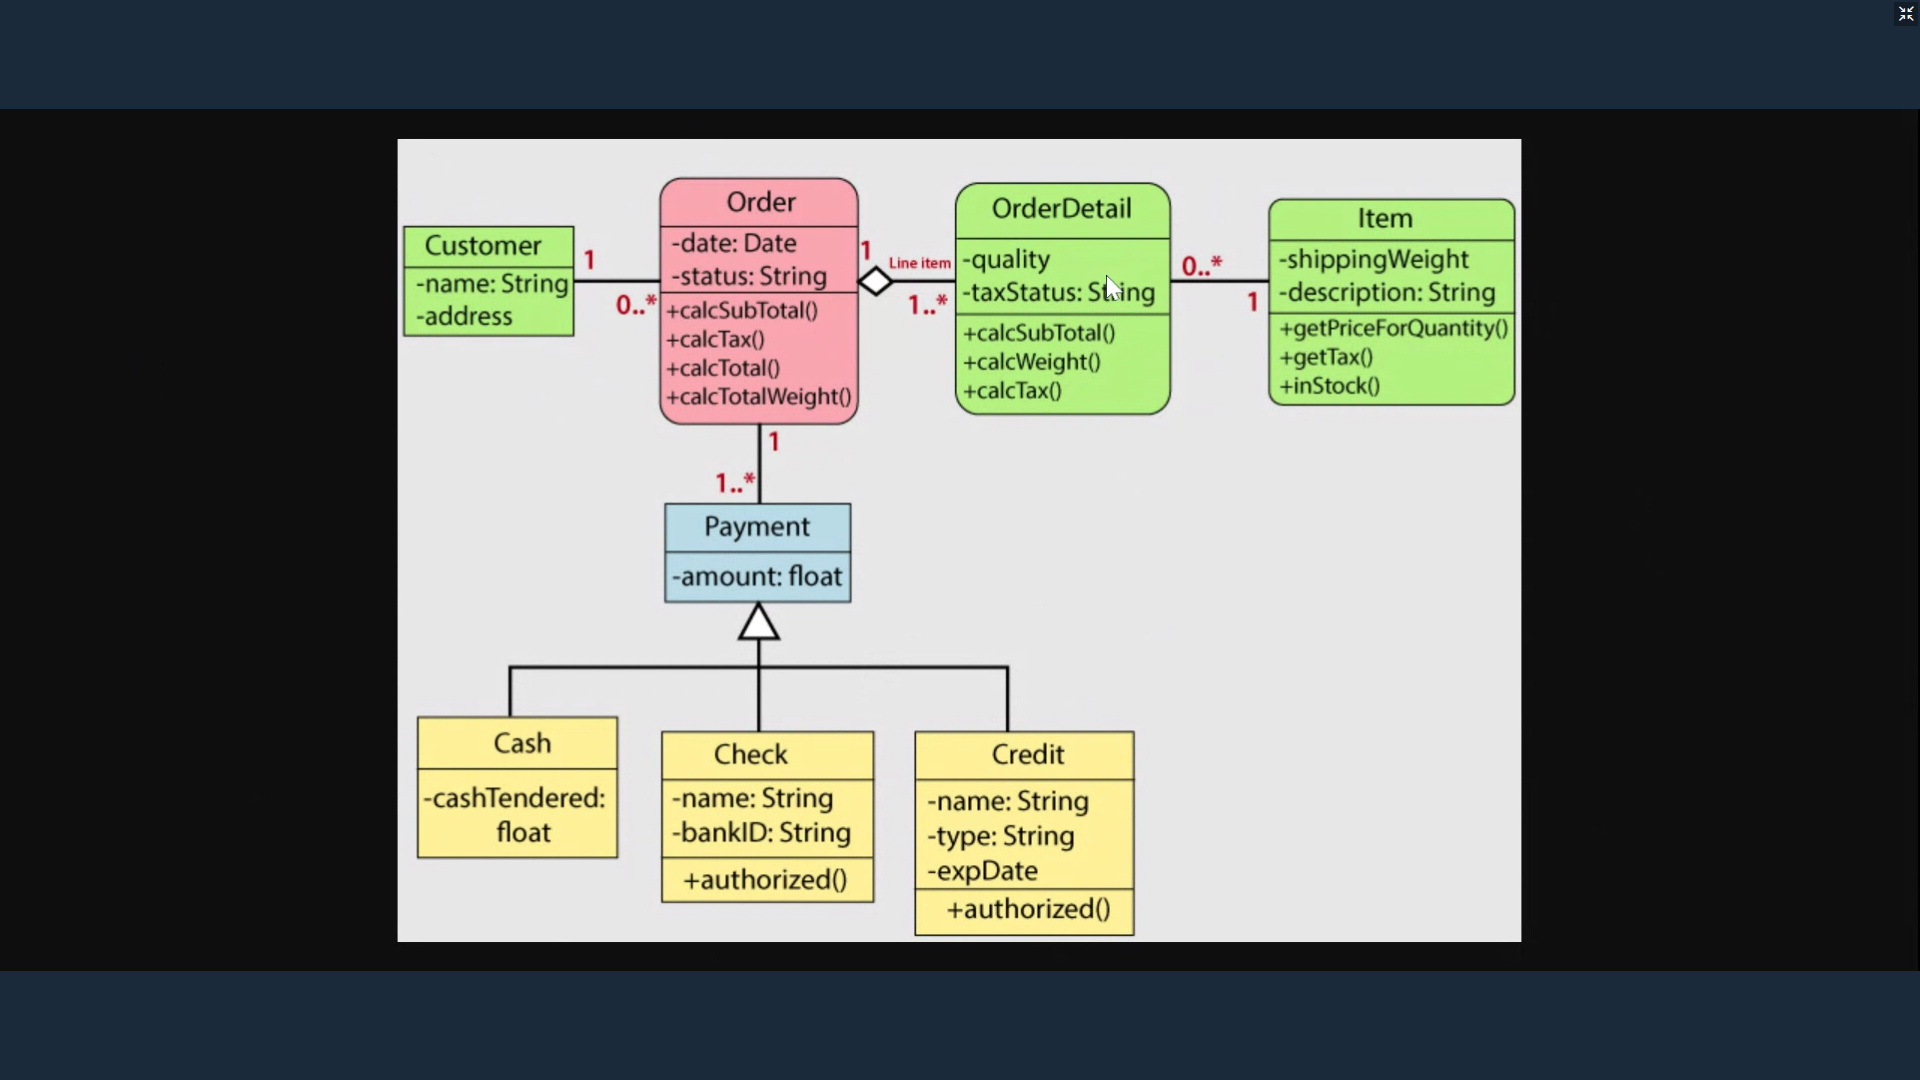 Customer
-name: String
-address
1
0..*
Order
-date: Date
-status: String
+calcSubTotal()
+calcTax()
+calcTotal()
+calcTotalWeight()
1
Line item
1..*
OrderDetail
-quality
-taxStatus: String
+calcSubTotal()
+calcWeight()
+calcTax()
0..*
1
Item
-shippingWeight
-description: String
+getPriceForQuantity()
+getTax()
+inStock()
1
1..*
Payment
-amount: float
Cash
-cashTendered:
float
Check
-name: String
-bankID: String
+authorized()
Credit
-name: String
-type: String
-expDate
+authorized()